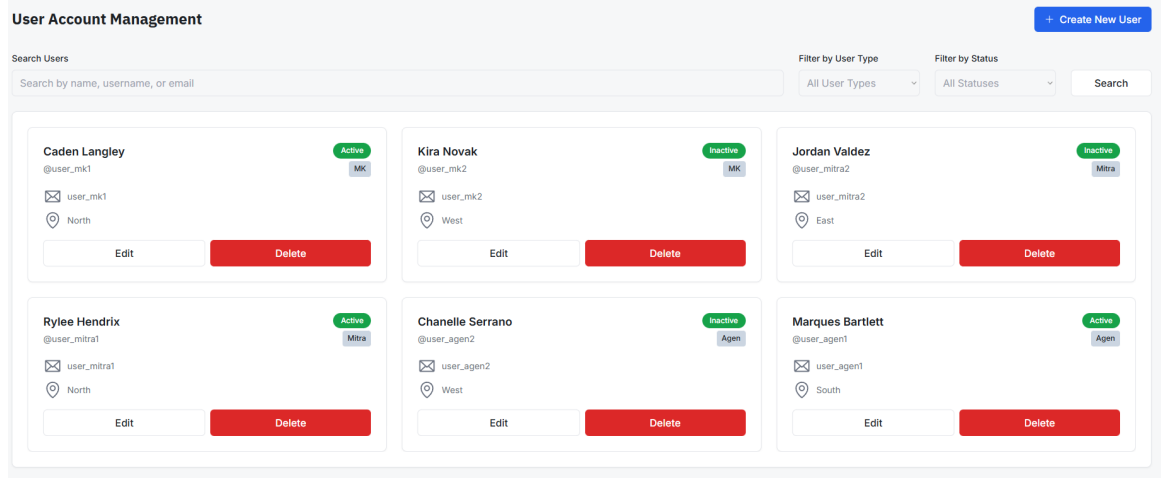 User Account Management
+ Create New User
Search Users
Filter by User Type
Filter by Status
Search by name, username, or email
All User Types
All Statuses
Search
Caden Langley
Active
@user_mk1
MK
user_mk1
North
Edit
Delete
Kira Novak
Inactive
@user_mk2
MK
user_mk2
West
Edit
Delete
Jordan Valdez
Inactive
@user_mitra2
Mitra
user_mitra2
East
Edit
Delete
Rylee Hendrix
Active
@user_mitra1
Mitra
user_mitra1
North
Edit
Delete
Chanelle Serrano
Inactive
@user_agen2
Agen
user_agen2
West
Edit
Delete
Marques Bartlett
Active
@user_agen1
Agen
user_agen1
South
Edit
Delete